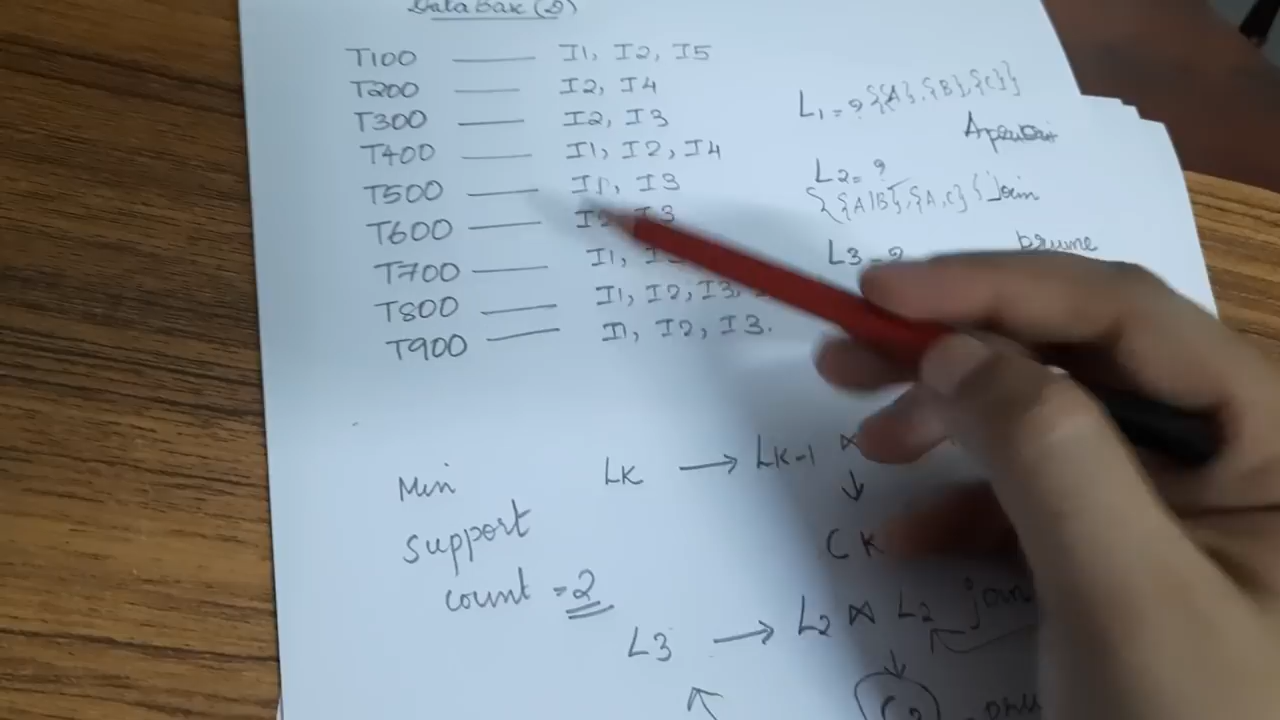 Database (D)
T100 —— I1, I2, I5
T200 —— I2, I4
T300 —— I2, I3
T400 —— I1, I2, I4
T500 —— I1, I3
T600 —— I2, I3
T700 —— I1, I3
T800 —— I1, I2, I3,
T900 —— I1, I2, I3.
L1 = ? {{A},{B},{C}}
L2 = ?
{{A,B},{A,C}} join
L3 = ?
prune
Min
support
count = 2
LK → LK-1 ⋈
↓
CK
L3 → L2 ⋈ L2 join
↓